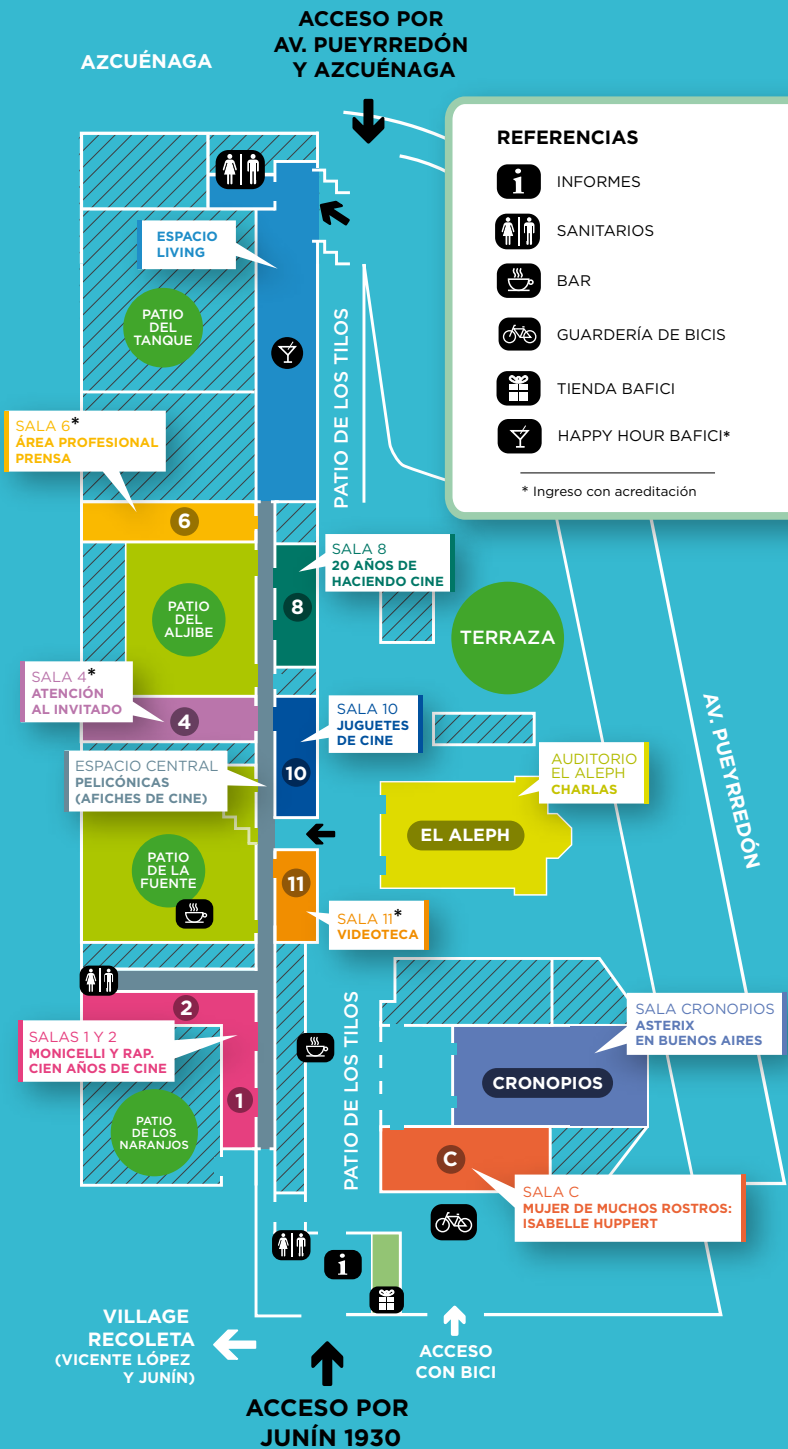 ACCESO POR
AV. PUEYRREDÓN
Y AZCUÉNAGA
AZCUÉNAGA
REFERENCIAS
i INFORMES
SANITARIOS
BAR
GUARDERÍA DE BICIS
TIENDA BAFICI
HAPPY HOUR BAFICI*
* Ingreso con acreditación
ESPACIO
LIVING
PATIO
DEL
TANQUE
PATIO DE LOS TILOS
SALA 6*
ÁREA PROFESIONAL
PRENSA
6
SALA 8
20 AÑOS DE
HACIENDO CINE
8
PATIO
DEL
ALJIBE
TERRAZA
SALA 4*
ATENCIÓN
AL INVITADO
4
SALA 10
JUGUETES
DE CINE
10
AV. PUEYRREDÓN
ESPACIO CENTRAL
PELICÓNICAS
(AFICHES DE CINE)
AUDITORIO
EL ALEPH
CHARLAS
EL ALEPH
PATIO
DE LA
FUENTE
11
SALA 11*
VIDEOTECA
2
SALAS 1 Y 2
MONICELLI Y RAP.
CIEN AÑOS DE CINE
1
PATIO
DE LOS
NARANJOS
PATIO DE LOS TILOS
SALA CRONOPIOS
ASTERIX
EN BUENOS AIRES
CRONOPIOS
C
SALA C
MUJER DE MUCHOS ROSTROS:
ISABELLE HUPPERT
i
VILLAGE
RECOLETA
(VICENTE LÓPEZ
Y JUNÍN)
ACCESO
CON BICI
ACCESO POR
JUNÍN 1930